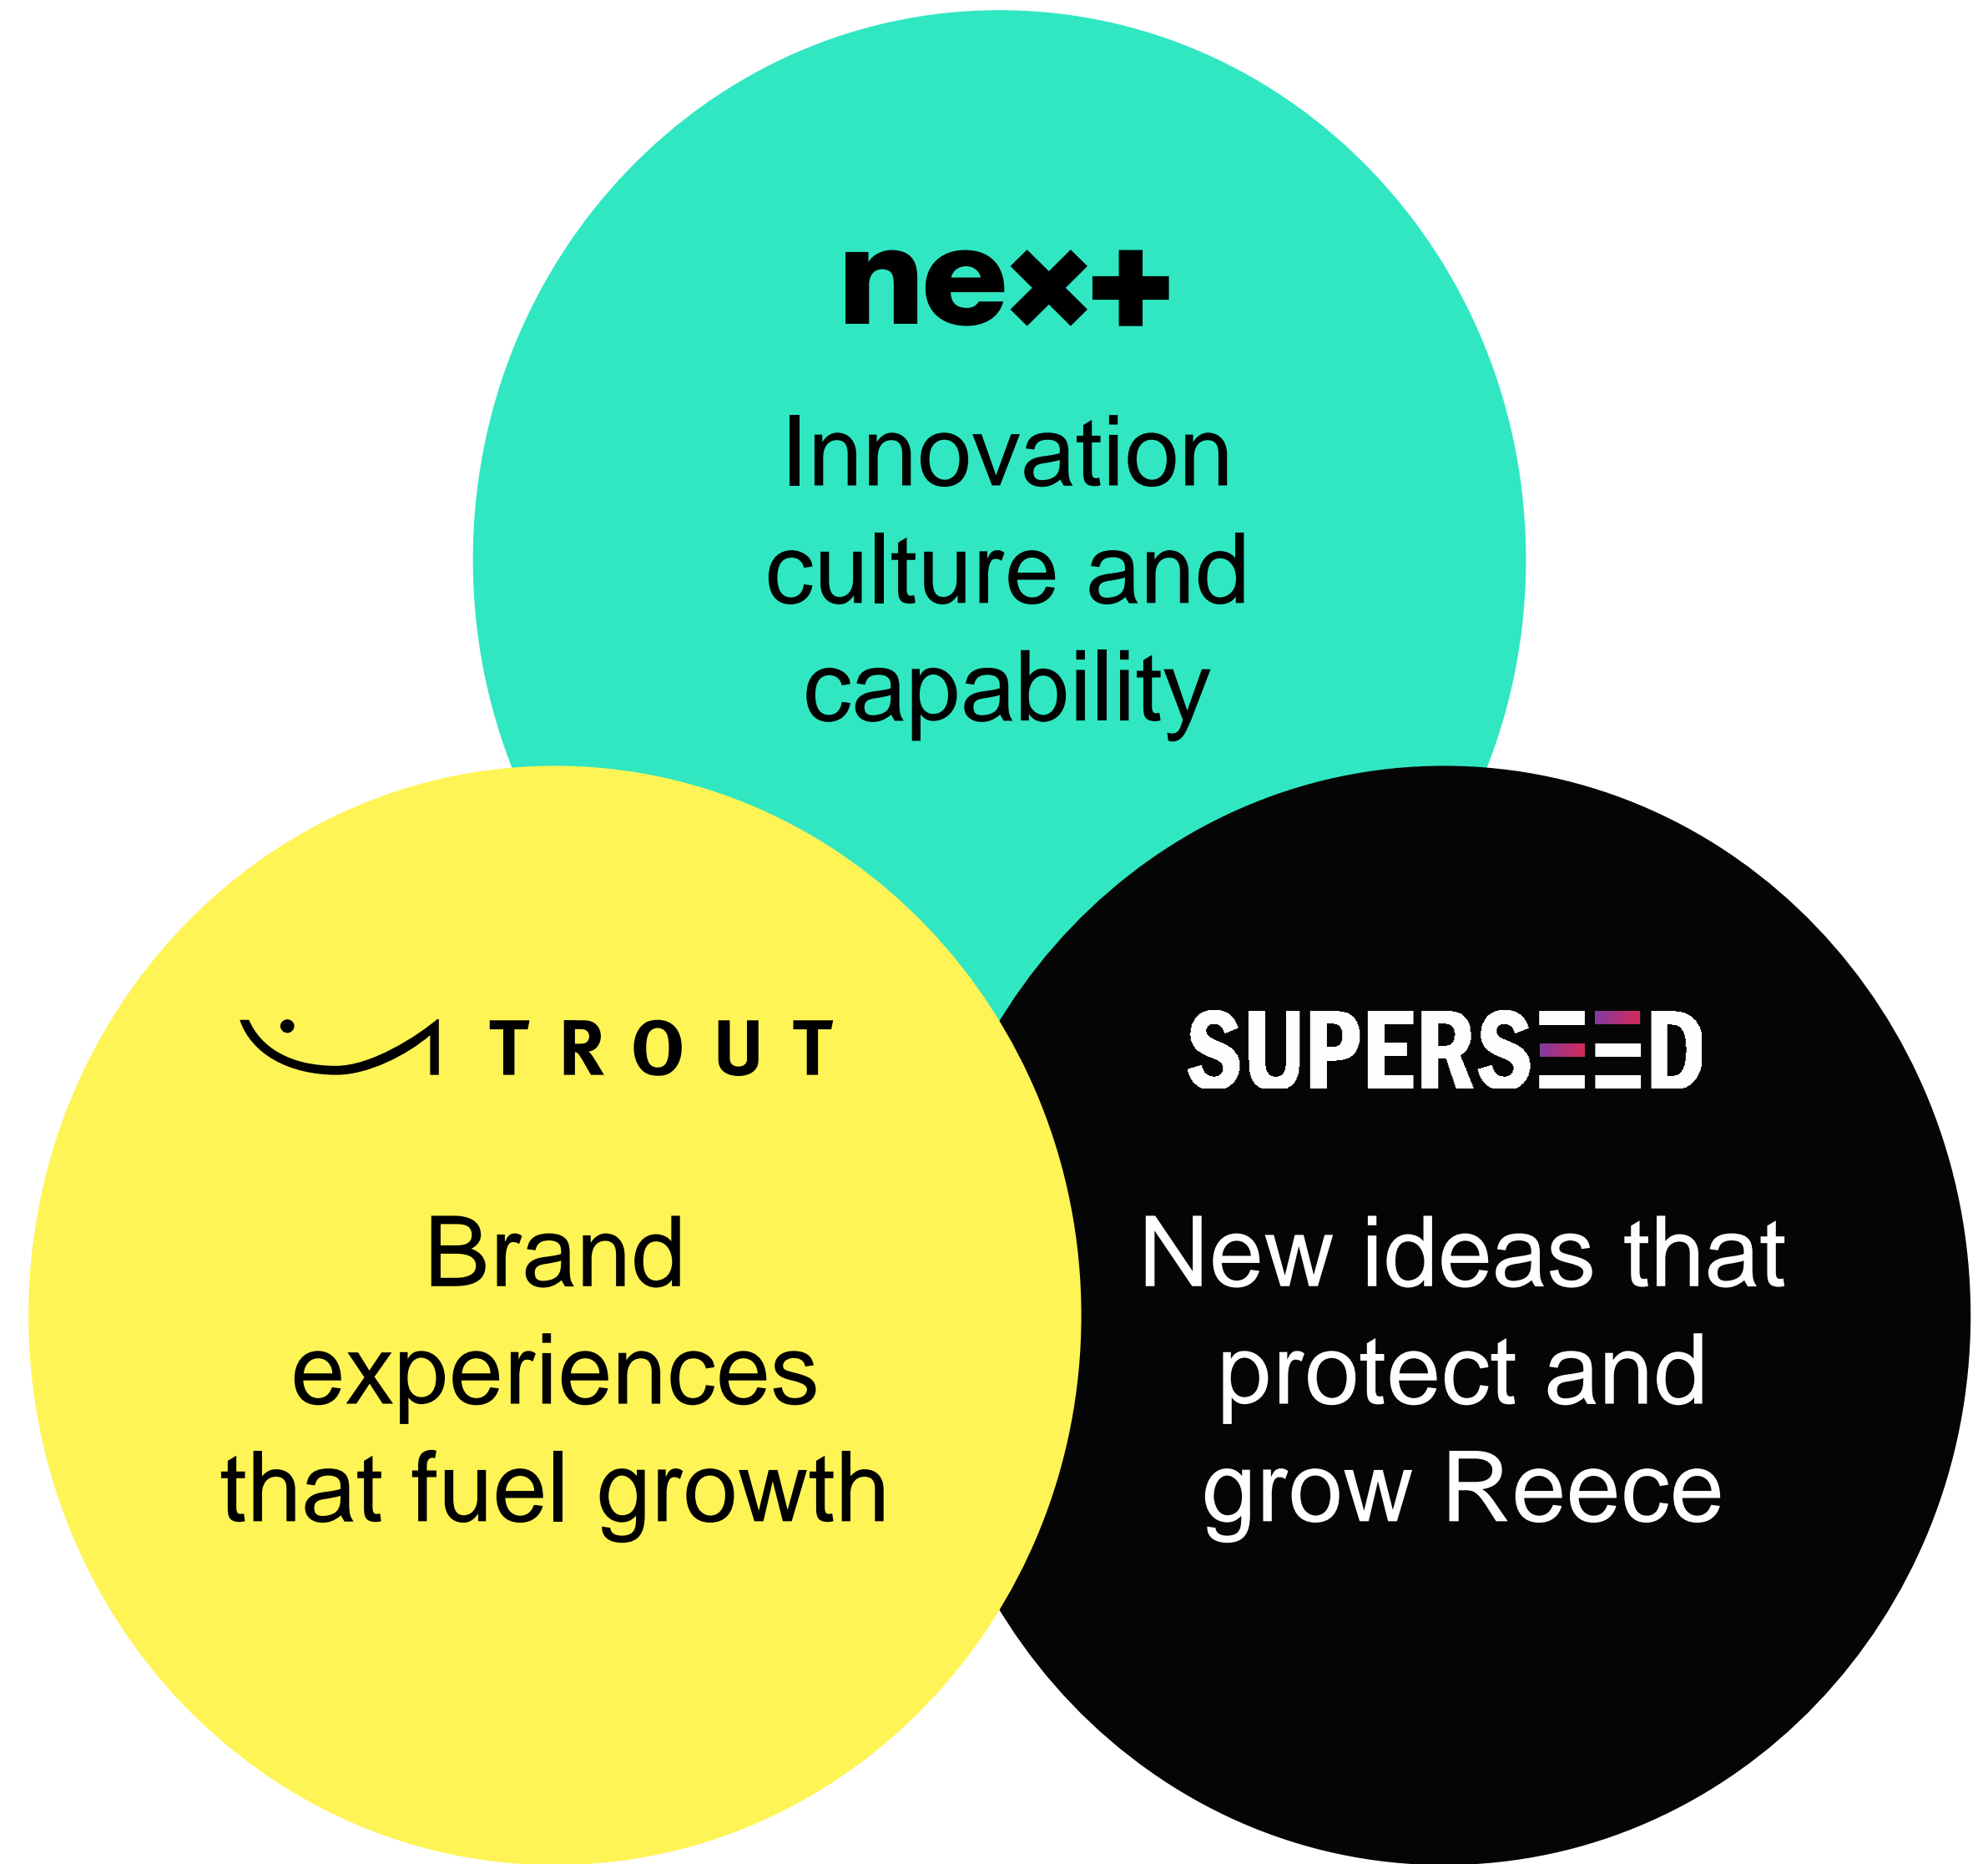 nex+
Innovation
culture and
capability
TROUT
Brand
experiences
that fuel growth
SUPERSEED
New ideas that
protect and
grow Reece